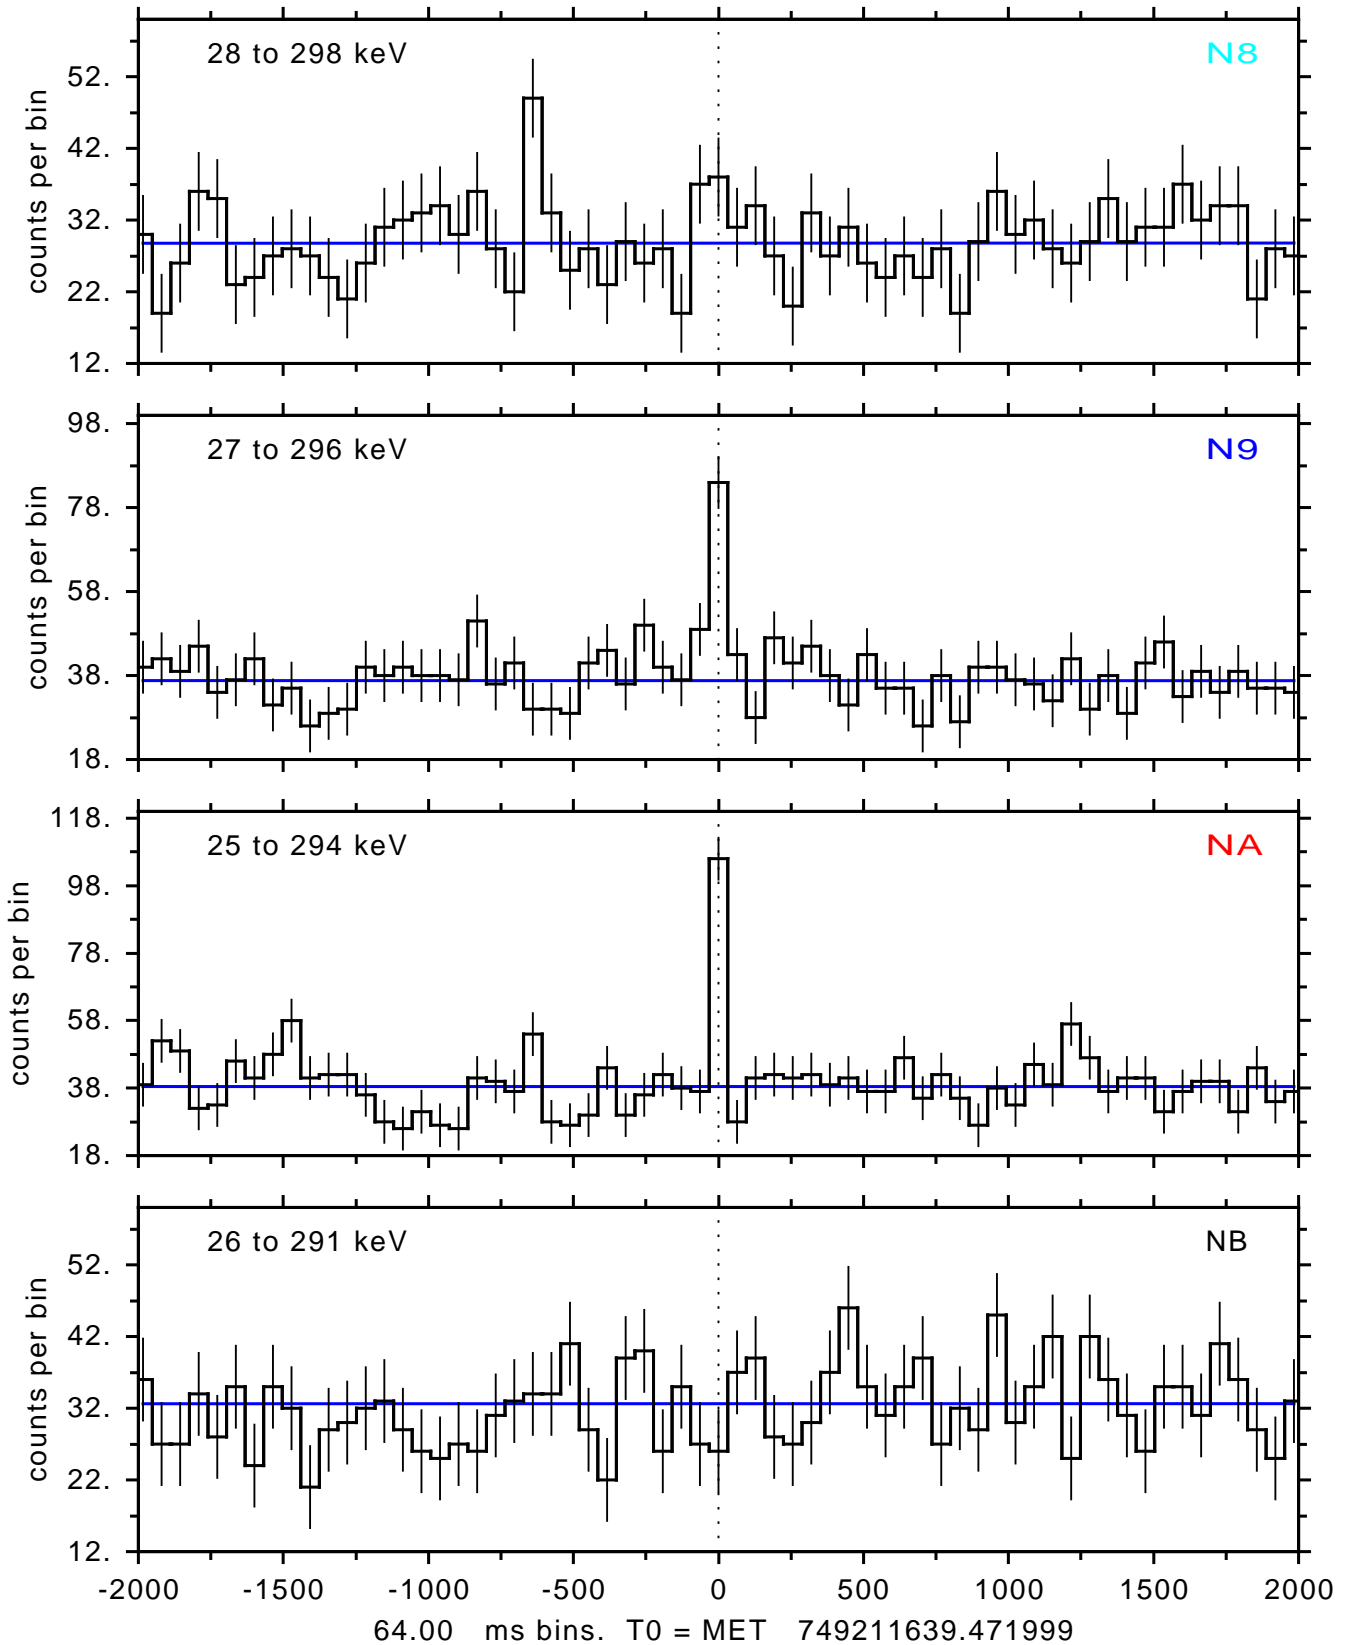 28 to 298 keV
N8
52.
42.
32.
22.
12.
counts per bin
27 to 296 keV
N9
98.
78.
58.
38.
18.
counts per bin
25 to 294 keV
NA
118.
98.
78.
58.
38.
18.
counts per bin
26 to 291 keV
NB
52.
42.
32.
22.
12.
counts per bin
-2000 -1500 -1000 -500 0 500 1000 1500 2000
64.00 ms bins. T0 = MET 749211639.471999